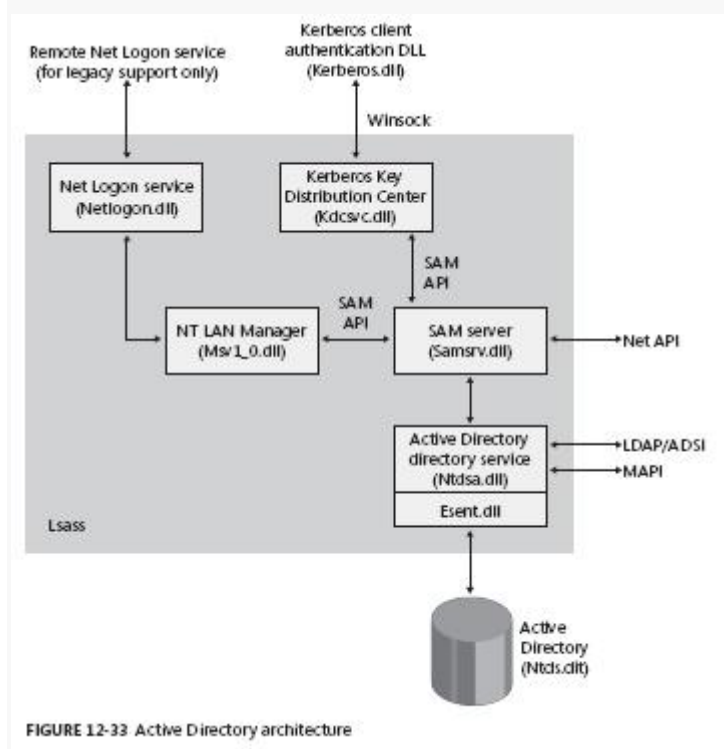 Remote Net Logon service
(for legacy support only)
Kerberos client
authentication DLL
(Kerberos.dll)
Winsock
Net Logon service
(Netlogon.dll)
Kerberos Key
Distribution Center
(Kdcsvc.dll)
SAM
API
SAM
API
NT LAN Manager
(Msv1_0.dll)
SAM server
(Samsrv.dll)
Net API
Active Directory
directory service
(Ntdsa.dll)
LDAP/ADSI
MAPI
Esent.dll
Lsass
Active
Directory
(Ntds.dit)
FIGURE 12-33 Active Directory architecture